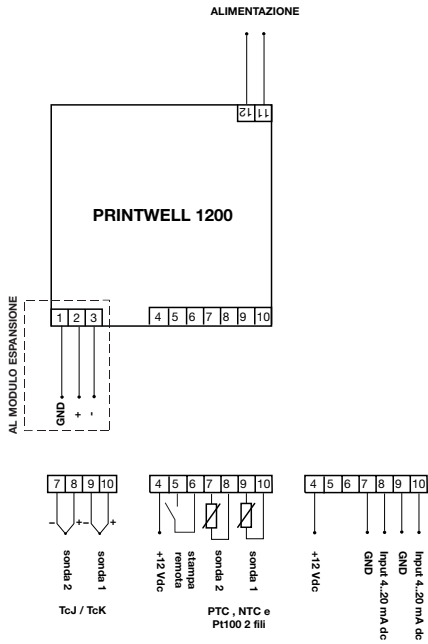 ALIMENTAZIONE
12 11
PRINTWELL 1200
AL MODULO ESPANSIONE
1 2 3
4 5 6 7 8 9 10
GND
+
-
7 8 9 10
- + - +
sonda 2
sonda 1
TcJ / TcK
4 5 6 7 8 9 10
+12 Vdc
stampa
remota
sonda 2
sonda 1
PTC , NTC e
Pt100 2 fili
4 5 6 7 8 9 10
+12 Vdc
GND
Input 4..20 mA dc
GND
Input 4..20 mA dc